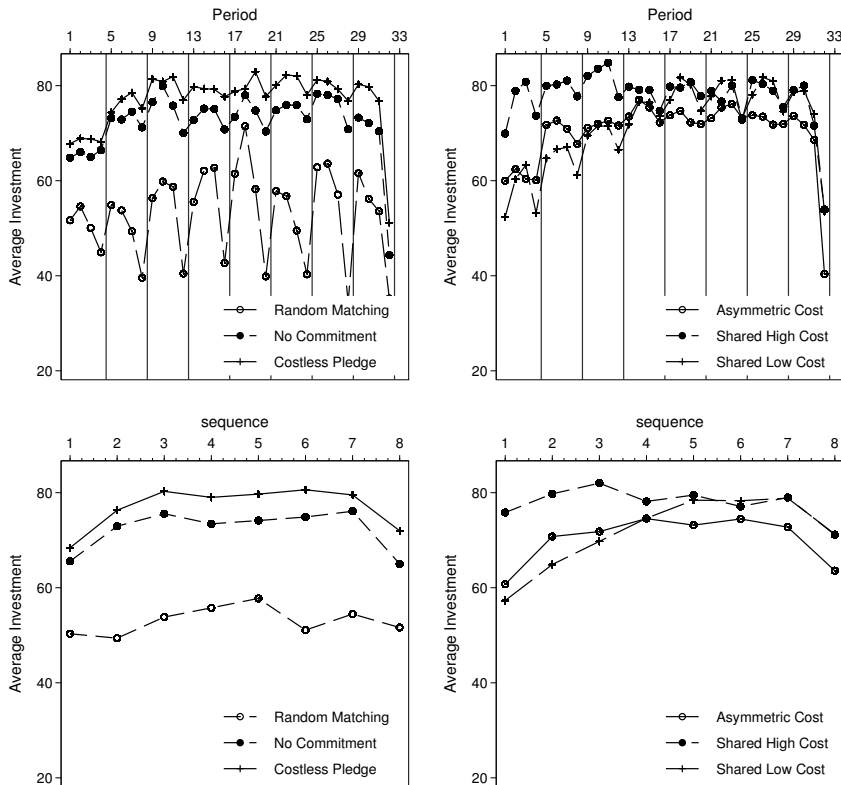 Period
1 5 9 13 17 21 25 29 33
80
60
40
20
Average Investment
Random Matching
No Commitment
Costless Pledge
Period
1 5 9 13 17 21 25 29 33
80
60
40
20
Average Investment
Asymmetric Cost
Shared High Cost
Shared Low Cost
sequence
1 2 3 4 5 6 7 8
80
60
40
20
Average Investment
Random Matching
No Commitment
Costless Pledge
sequence
1 2 3 4 5 6 7 8
80
60
40
20
Average Investment
Asymmetric Cost
Shared High Cost
Shared Low Cost